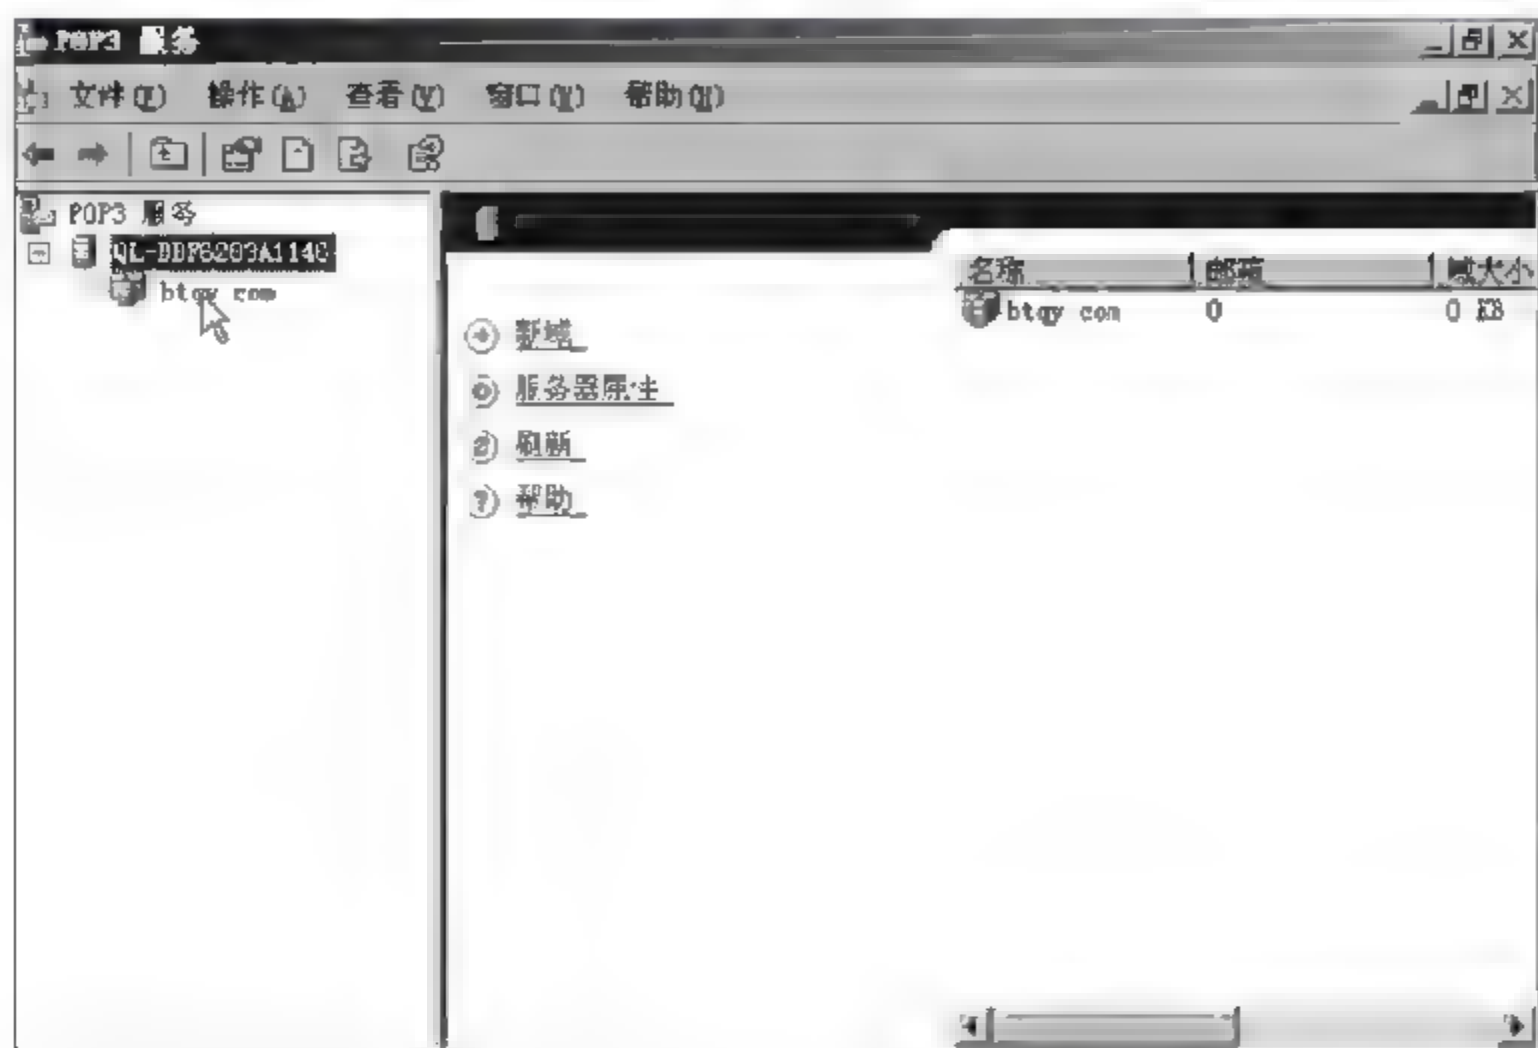 POP3 服务
文件(F) 操作(A) 查看(V) 窗口(W) 帮助(H)
POP3 服务
btqy com
名称 邮箱 域大小
btqy com 0 0 KB
新域
服务器属性
刷新
帮助